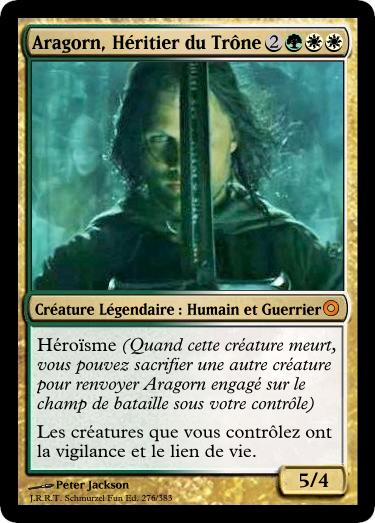 Aragorn, Héritier du Trône 2
Créature Légendaire : Humain et Guerrier
Héroïsme (Quand cette créature meurt,
vous pouvez sacrifier une autre créature
pour renvoyer Aragorn engagé sur le
champ de bataille sous votre contrôle)
Les créatures que vous contrôlez ont
la vigilance et le lien de vie.
Peter Jackson
5/4
J.R.R.T. Schmurzel Fun Ed. 276/383